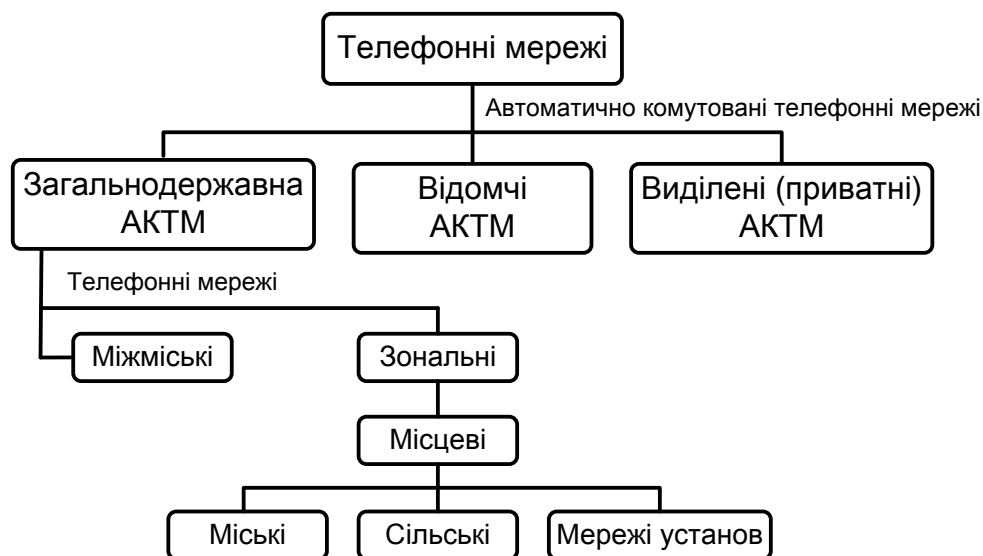 Телефонні мережі
Автоматично комутовані телефонні мережі
Загальнодержавна
АКТМ
Відомчі
АКТМ
Виділені (приватні)
АКТМ
Телефонні мережі
Міжміські
Зональні
Місцеві
Міські
Сільські
Мережі установ